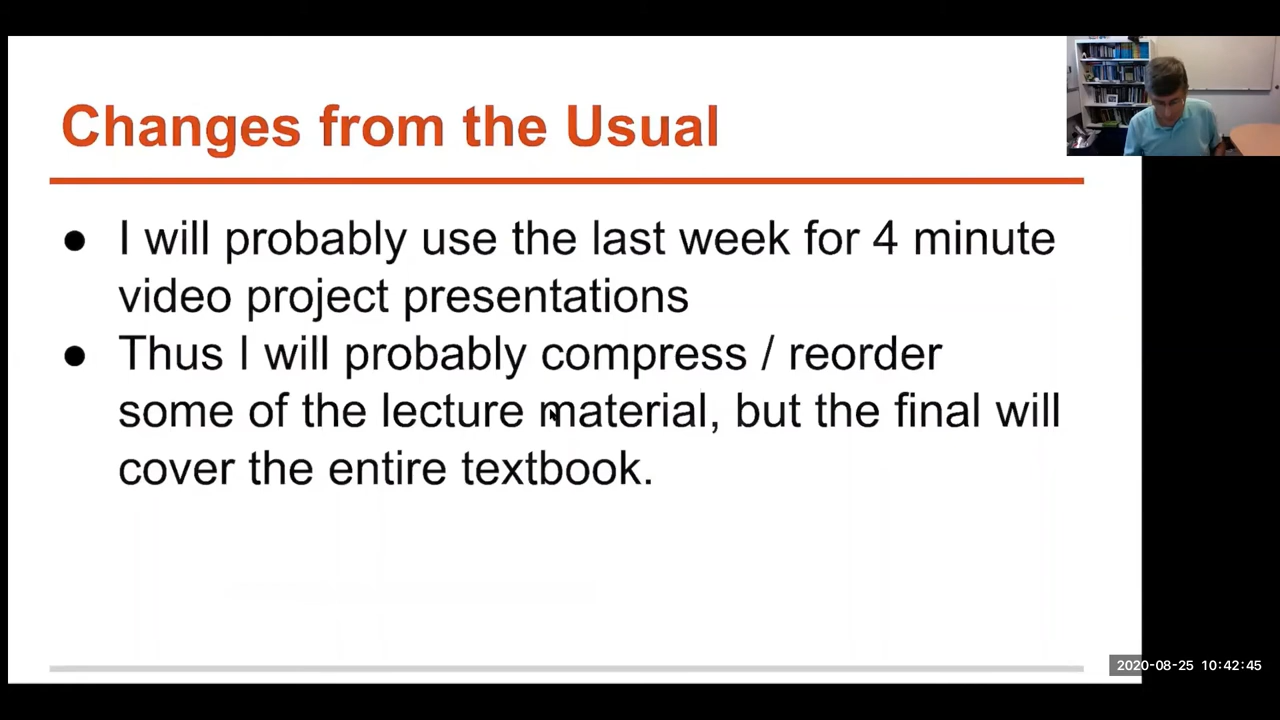 Changes from the Usual
● I will probably use the last week for 4 minute
video project presentations
● Thus I will probably compress / reorder
some of the lecture material, but the final will
cover the entire textbook.
2020-08-25 10:42:45